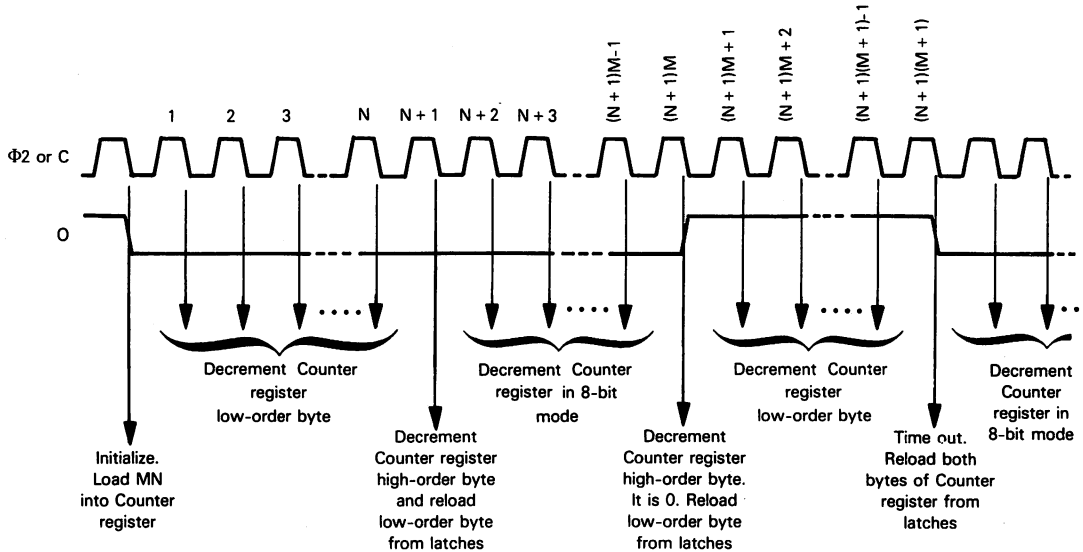 (N + 1)M-1
(N + 1)M
(N + 1)M + 1
(N + 1)M + 2
(N + 1)(M + 1)-1
(N + 1)(M + 1)
1
2
3
N
N + 1
N + 2
N + 3
Φ2 or C
O
Decrement Counter
register
low-order byte
Decrement Counter
register in 8-bit
mode
Decrement Counter
register
low-order byte
Decrement
Counter
register in
8-bit mode
Initialize.
Load MN
into Counter
register
Decrement
Counter register
high-order byte
and reload
low-order byte
from latches
Decrement
Counter register
high-order byte.
It is 0. Reload
low-order byte
from latches
Time out.
Reload both
bytes of Counter
register from
latches